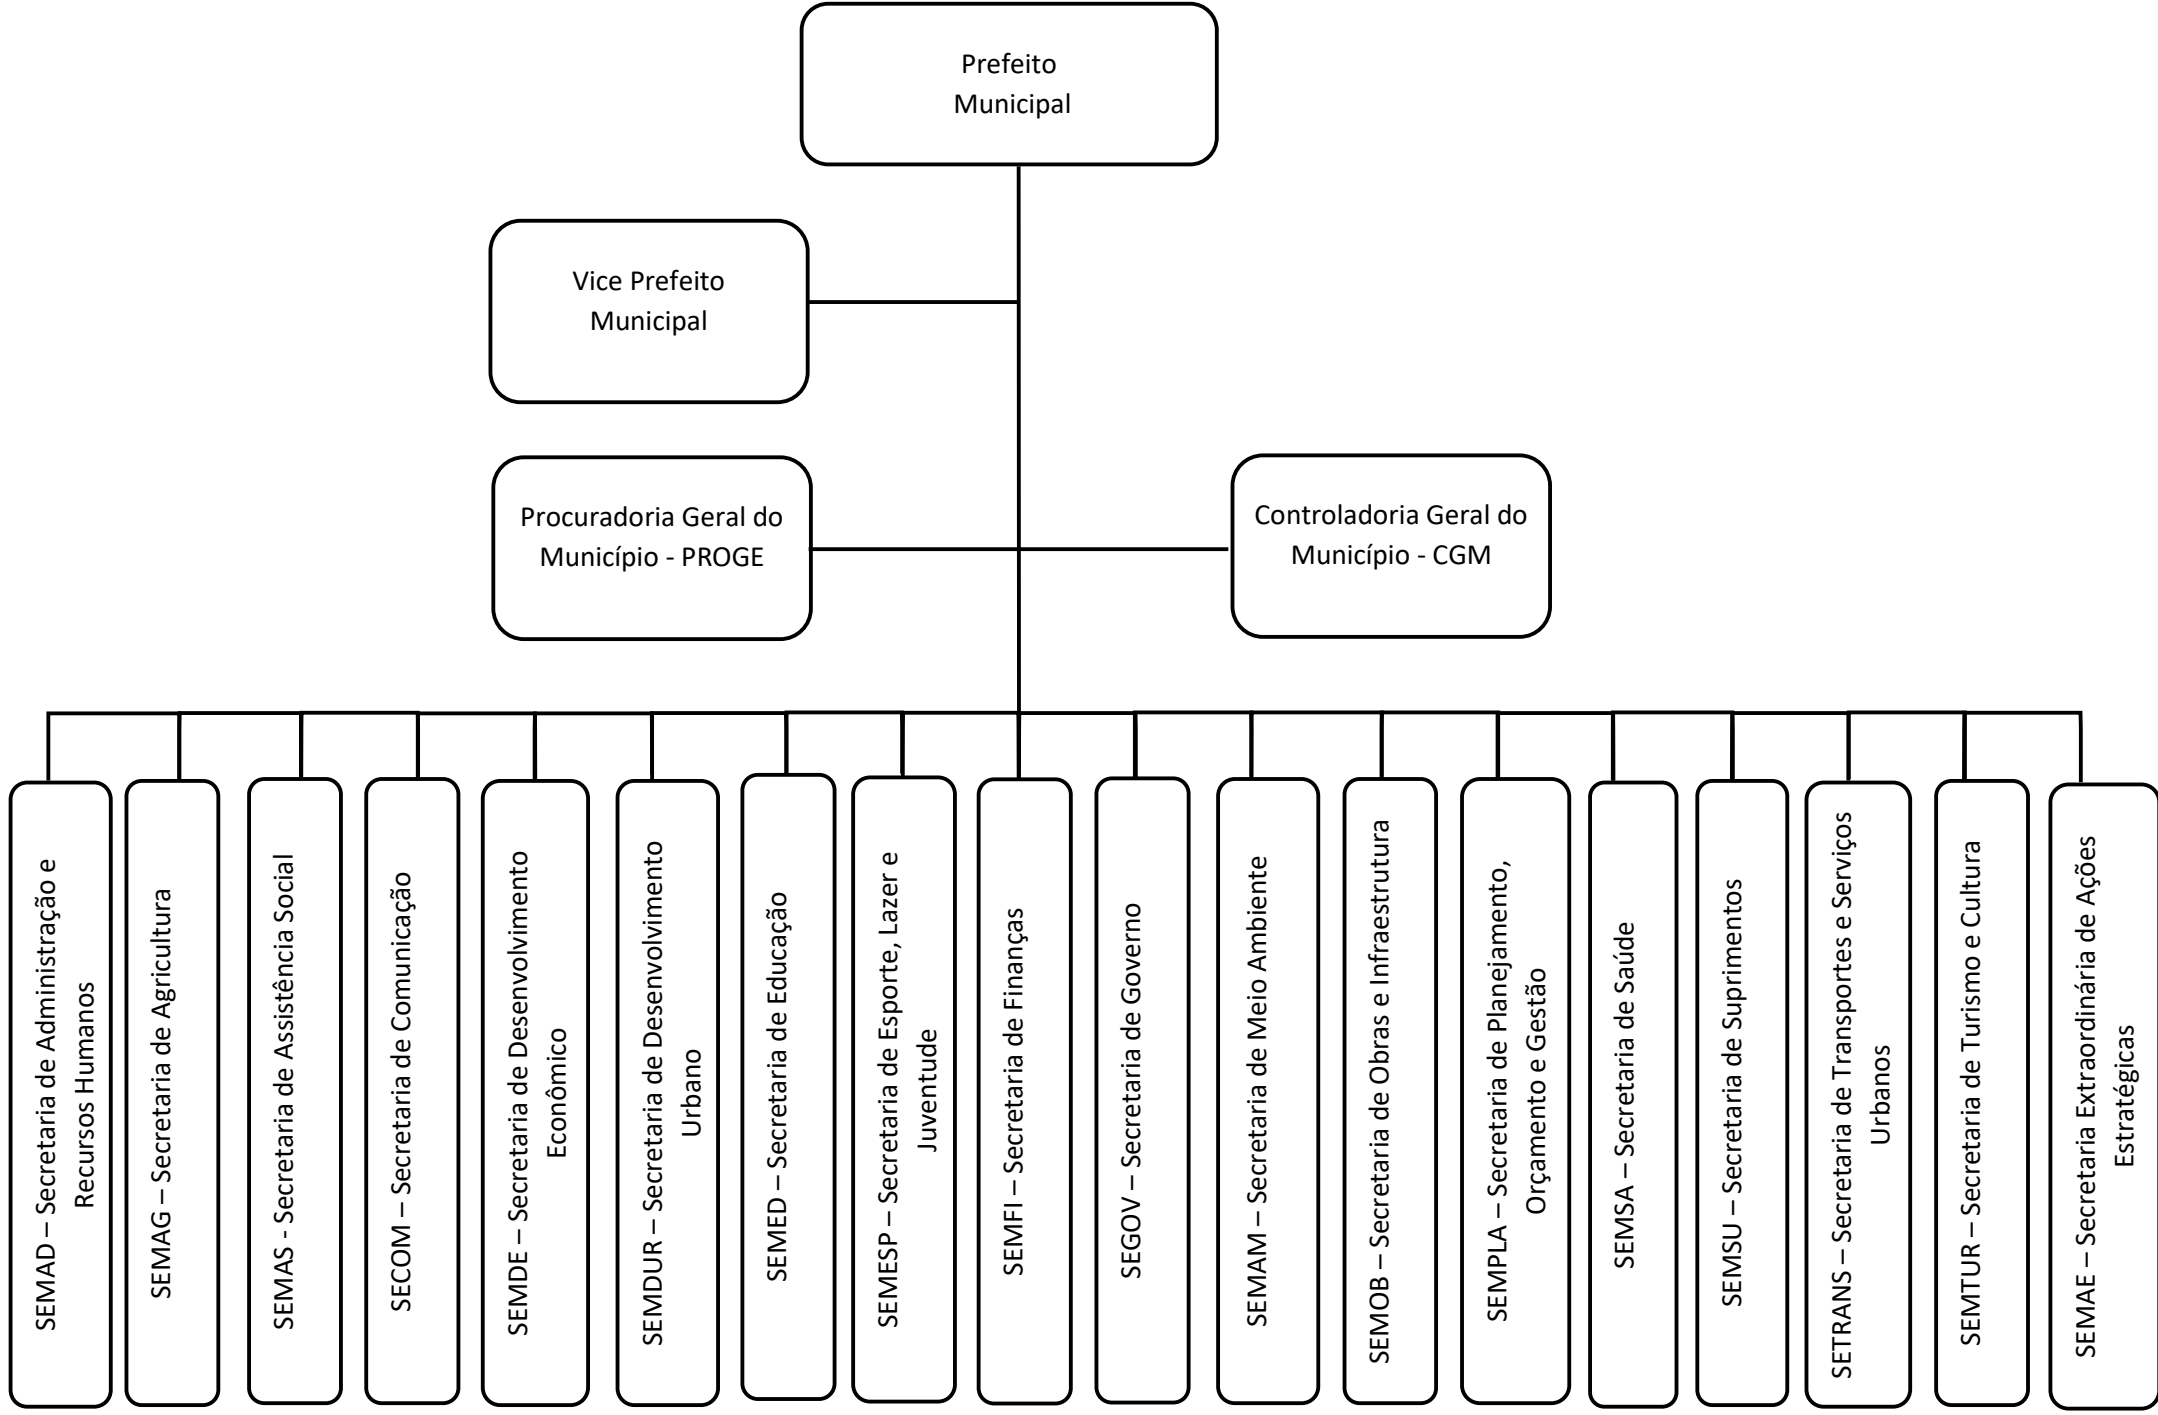 Prefeito
Municipal
Vice Prefeito
Municipal
Procuradoria Geral do
Município - PROGE
Controladoria Geral do
Município - CGM
SEMAD – Secretaria de Administração e
Recursos Humanos
SEMAG – Secretaria de Agricultura
SEMAS - Secretaria de Assistência Social
SECOM – Secretaria de Comunicação
SEMDE – Secretaria de Desenvolvimento
Econômico
SEMDUR – Secretaria de Desenvolvimento
Urbano
SEMED – Secretaria de Educação
SEMESP – Secretaria de Esporte, Lazer e
Juventude
SEMFI – Secretaria de Finanças
SEGOV – Secretaria de Governo
SEMAM – Secretaria de Meio Ambiente
SEMOB – Secretaria de Obras e Infraestrutura
SEMPLA – Secretaria de Planejamento,
Orçamento e Gestão
SEMSA – Secretaria de Saúde
SEMSU – Secretaria de Suprimentos
SETRANS – Secretaria de Transportes e Serviços
Urbanos
SEMTUR – Secretaria de Turismo e Cultura
SEMAE – Secretaria Extraordinária de Ações
Estratégicas